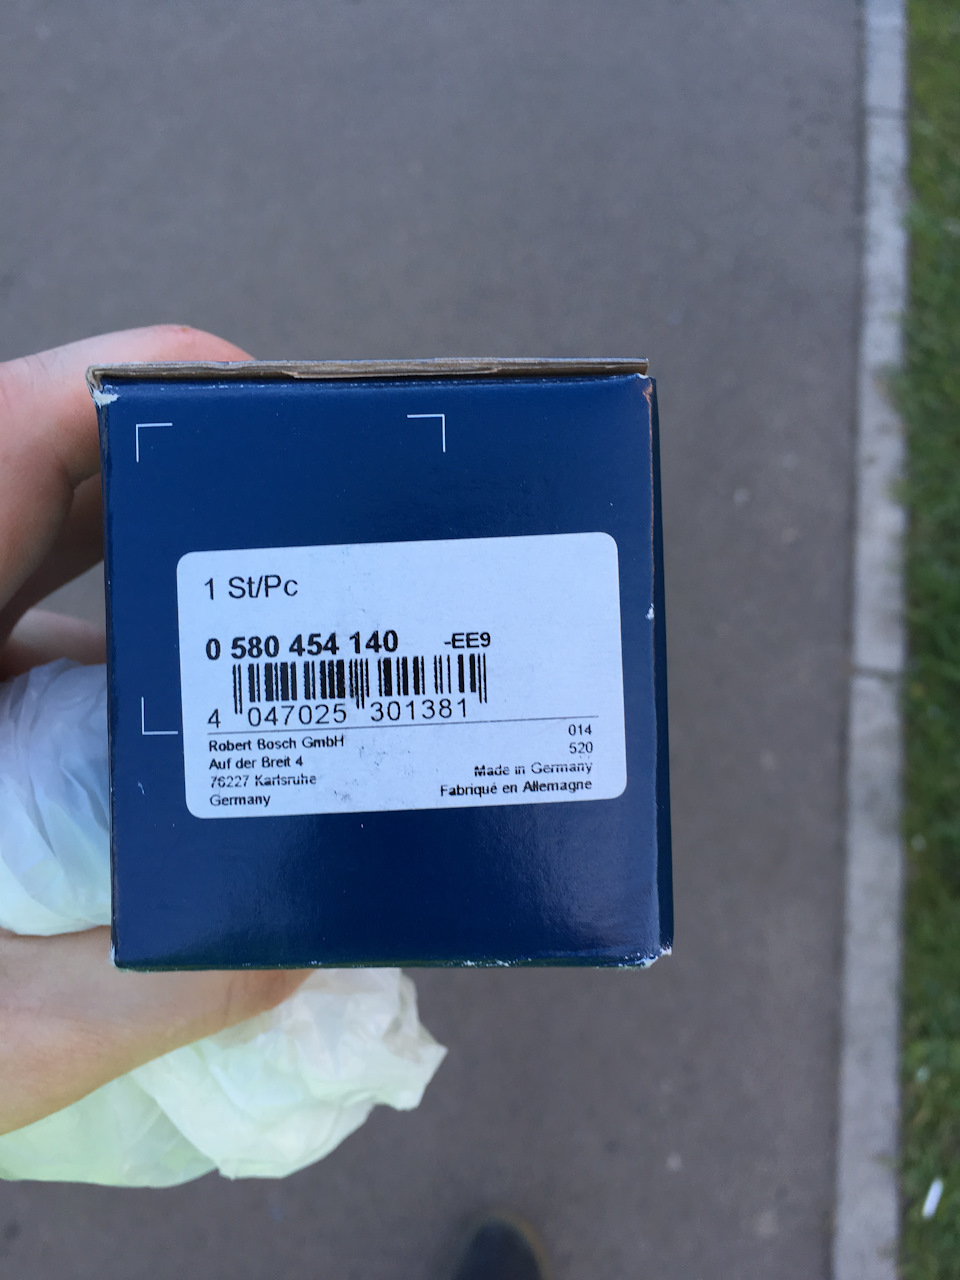 1 St/Pc
0 580 454 140 -EE9
4 047025 301381
Robert Bosch GmbH 014
Auf der Breit 4 520
76227 Karlsruhe Made in Germany
Germany Fabriqué en Allemagne